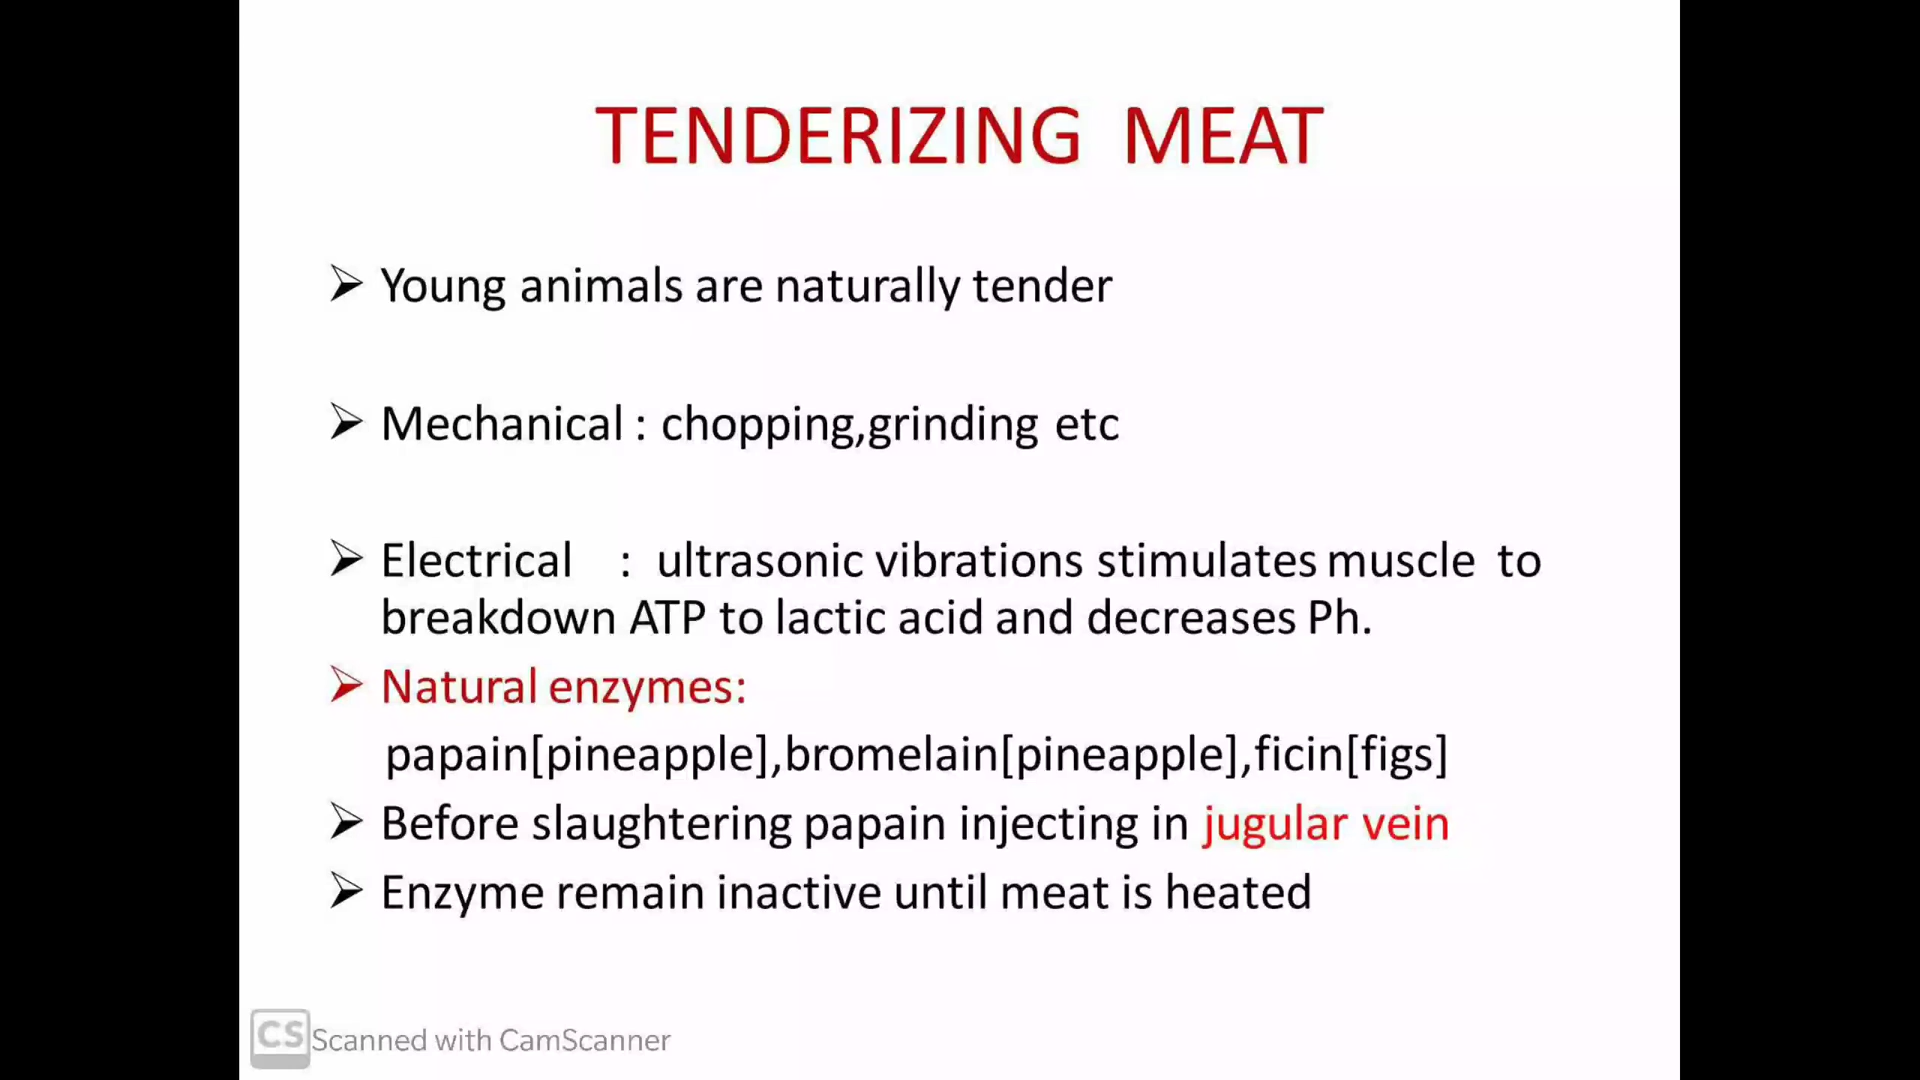 TENDERIZING MEAT
➢ Young animals are naturally tender
➢ Mechanical : chopping,grinding etc
➢ Electrical : ultrasonic vibrations stimulates muscle to
breakdown ATP to lactic acid and decreases Ph.
➢ Natural enzymes:
papain[pineapple],bromelain[pineapple],ficin[figs]
➢ Before slaughtering papain injecting in jugular vein
➢ Enzyme remain inactive until meat is heated
CS Scanned with CamScanner